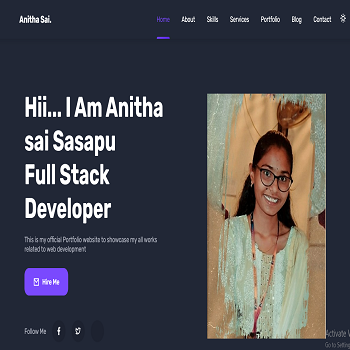 Anitha Sai.
Home About Skills Services Portfolio Blog Contact
Hii... I Am Anitha
sai Sasapu
Full Stack
Developer
This is my official Portfolio website to showcase my all works
related to web development
Hire Me
Follow Me
Activate
Go to Setting